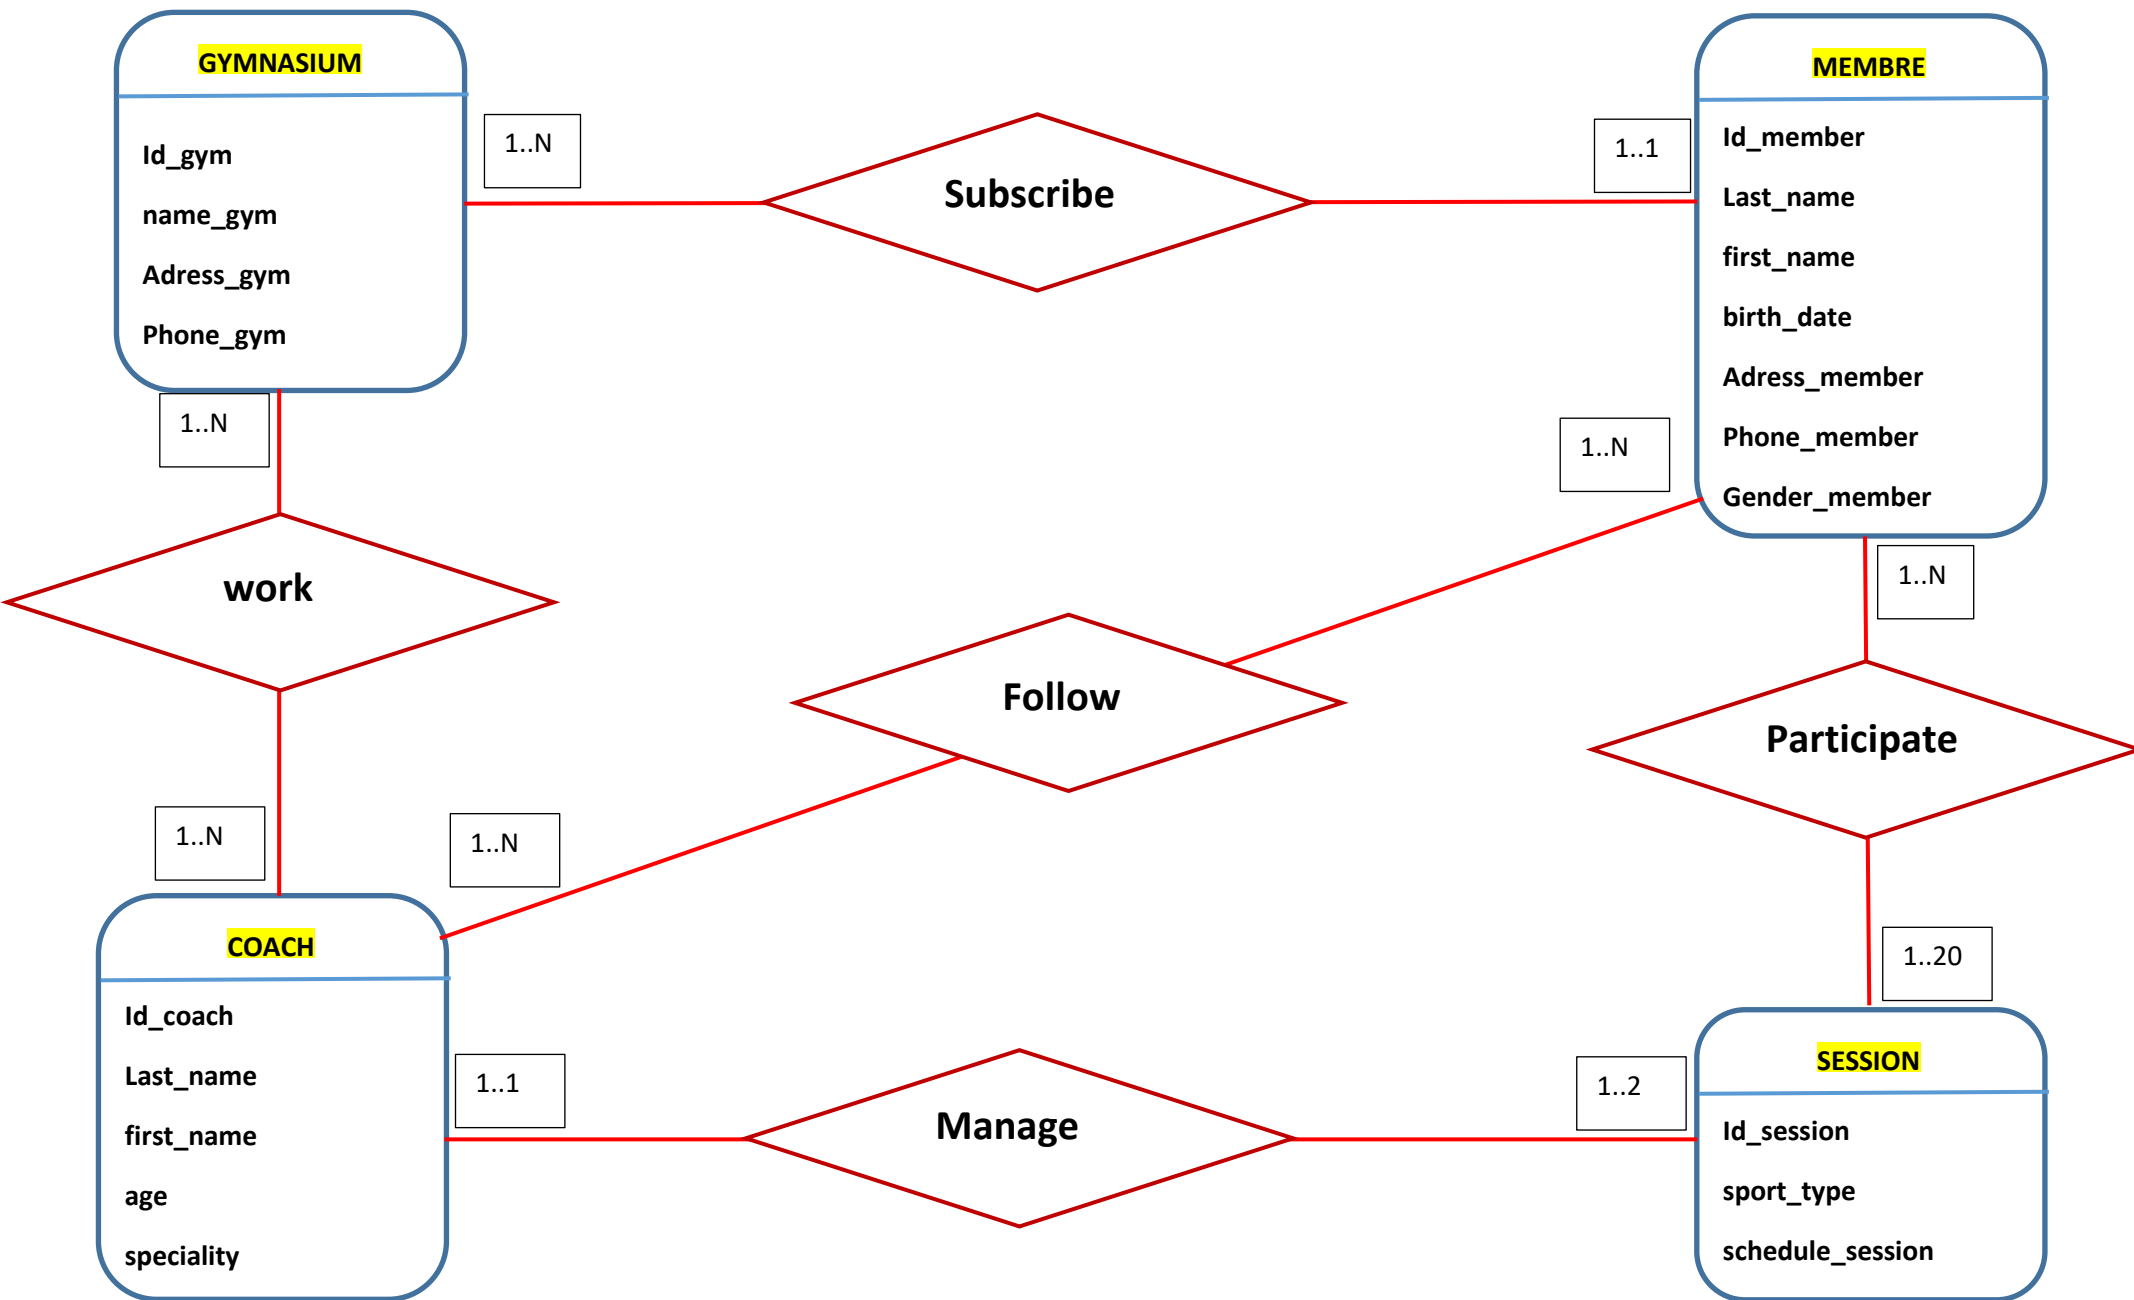 GYMNASIUM
Id_gym
name_gym
Adress_gym
Phone_gym
1..N
Subscribe
1..1
MEMBRE
Id_member
Last_name
first_name
birth_date
Adress_member
Phone_member
Gender_member
1..N
work
1..N
1..N
Follow
1..N
1..N
Participate
1..20
COACH
Id_coach
Last_name
first_name
age
speciality
1..1
Manage
1..2
SESSION
Id_session
sport_type
schedule_session